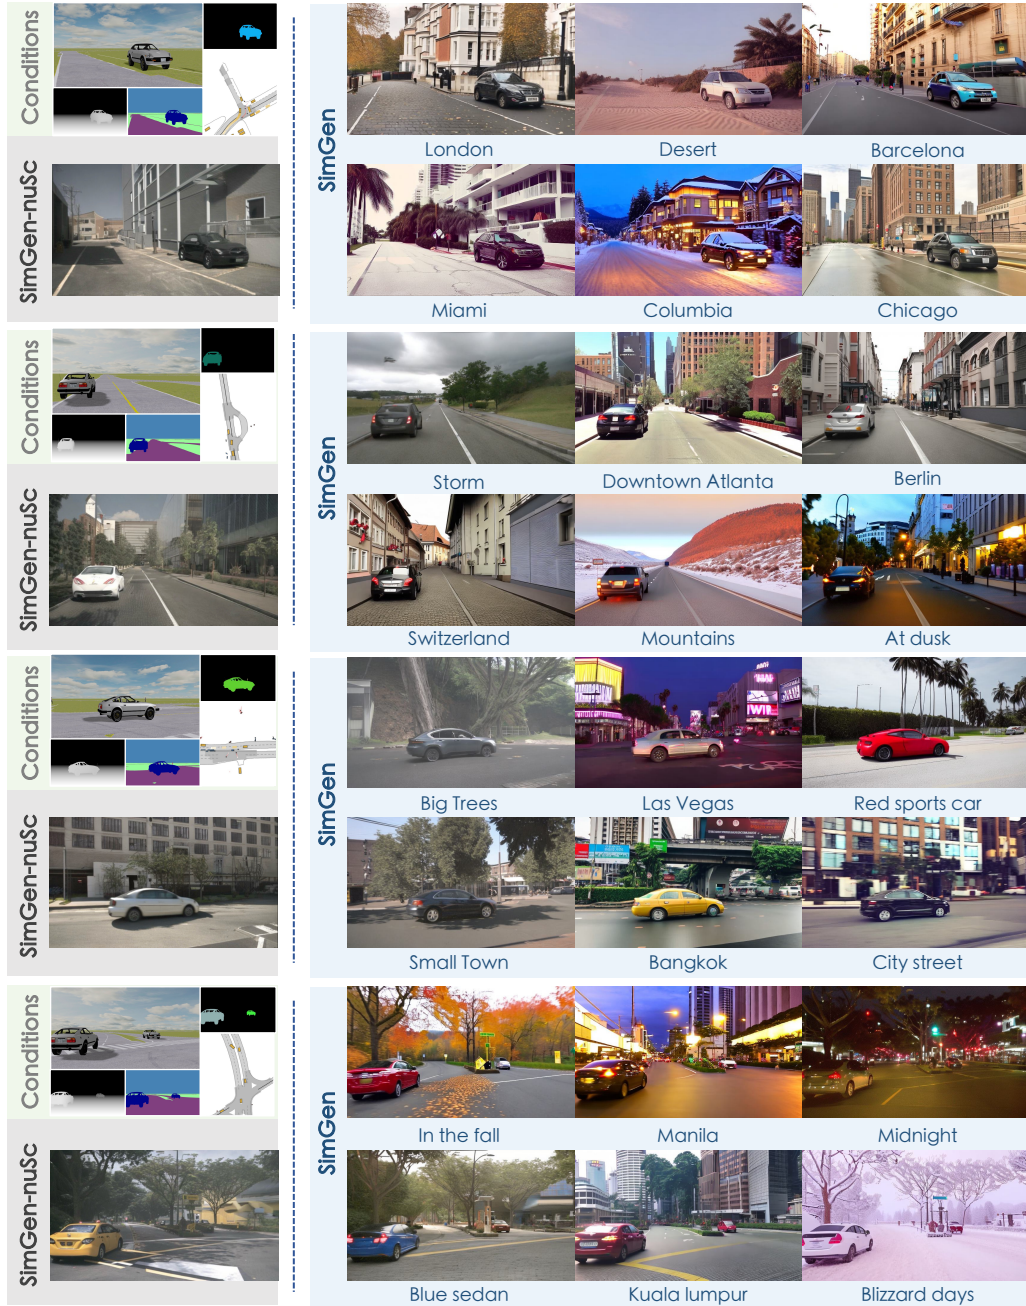 Conditions
SimGen-nuSc
SimGen
London
Desert
Barcelona
Miami
Columbia
Chicago
Conditions
SimGen-nuSc
SimGen
Storm
Downtown Atlanta
Berlin
Switzerland
Mountains
At dusk
Conditions
SimGen-nuSc
SimGen
Big Trees
Las Vegas
Red sports car
Small Town
Bangkok
City street
Conditions
SimGen-nuSc
SimGen
In the fall
Manila
Midnight
Blue sedan
Kuala lumpur
Blizzard days